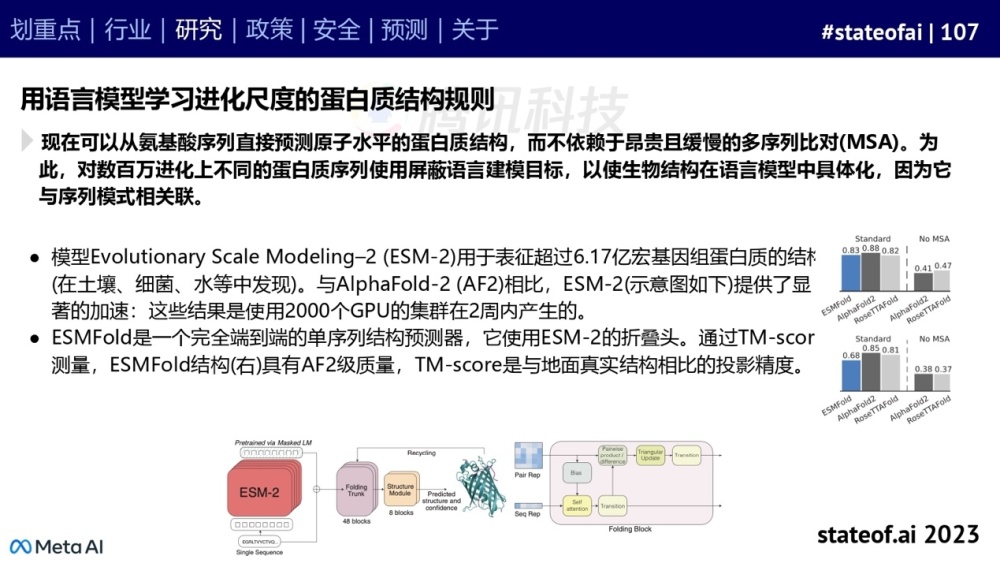 划重点 | 行业 | 研究 | 政策 | 安全 | 预测 | 关于
#stateofai | 107
腾讯科技
用语言模型学习进化尺度的蛋白质结构规则
现在可以从氨基酸序列直接预测原子水平的蛋白质结构，而不依赖于昂贵且缓慢的多序列比对(MSA)。为
此，对数百万进化上不同的蛋白质序列使用屏蔽语言建模目标，以使生物结构在语言模型中具体化，因为它
与序列模式相关联。
● 模型Evolutionary Scale Modeling–2 (ESM-2)用于表征超过6.17亿宏基因组蛋白质的结构
(在土壤、细菌、水等中发现)。与AlphaFold-2 (AF2)相比，ESM-2(示意图如下)提供了显
著的加速：这些结果是使用2000个GPU的集群在2周内产生的。
● ESMFold是一个完全端到端的单序列结构预测器，它使用ESM-2的折叠头。通过TM-scor
测量，ESMFold结构(右)具有AF2级质量，TM-score是与地面真实结构相比的投影精度。
Standard No MSA
0.83 0.88 0.82 0.41 0.47
ESMFold AlphaFold2 RoseTTAFold AlphaFold2 RoseTTAFold
Standard No MSA
0.68 0.85 0.81 0.38 0.37
ESMFold AlphaFold2 RoseTTAFold AlphaFold2 RoseTTAFold
Pretrained via Masked LM
ESM-2
EGRLTVYCTVQ...
Single Sequence
Recycling
Folding
Trunk
48 blocks
Structure
Module
8 blocks
Predicted
structure and
confidence
Pair Rep
Seq Rep
Bias
Self
attention
Pairwise
product /
difference
Transition
Triangular
Update
Transition
Folding Block
Meta AI
stateof.ai 2023